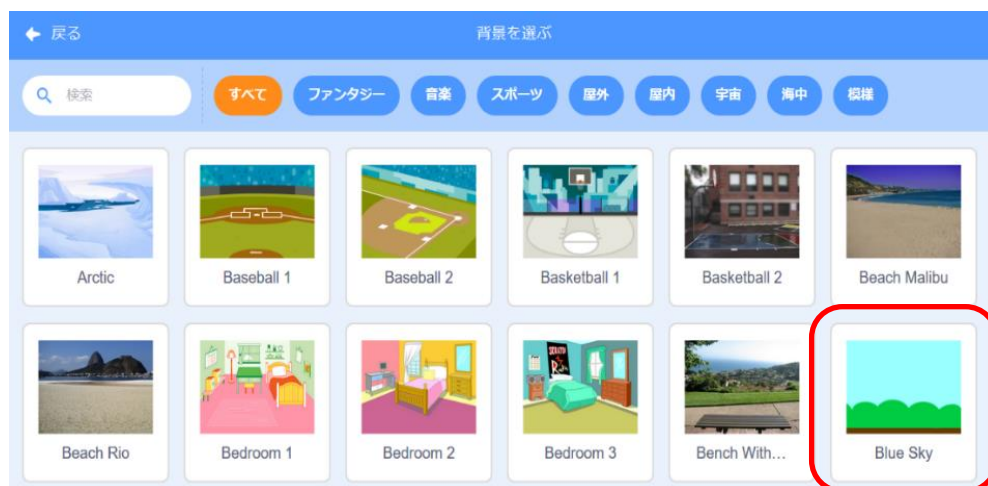 戻る
背景を選ぶ
検索
すべて
ファンタジー
音楽
スポーツ
屋外
屋内
宇宙
海中
模様
Arctic
Baseball 1
Baseball 2
Basketball 1
Basketball 2
Beach Malibu
Beach Rio
Bedroom 1
Bedroom 2
Bedroom 3
Bench With...
Blue Sky